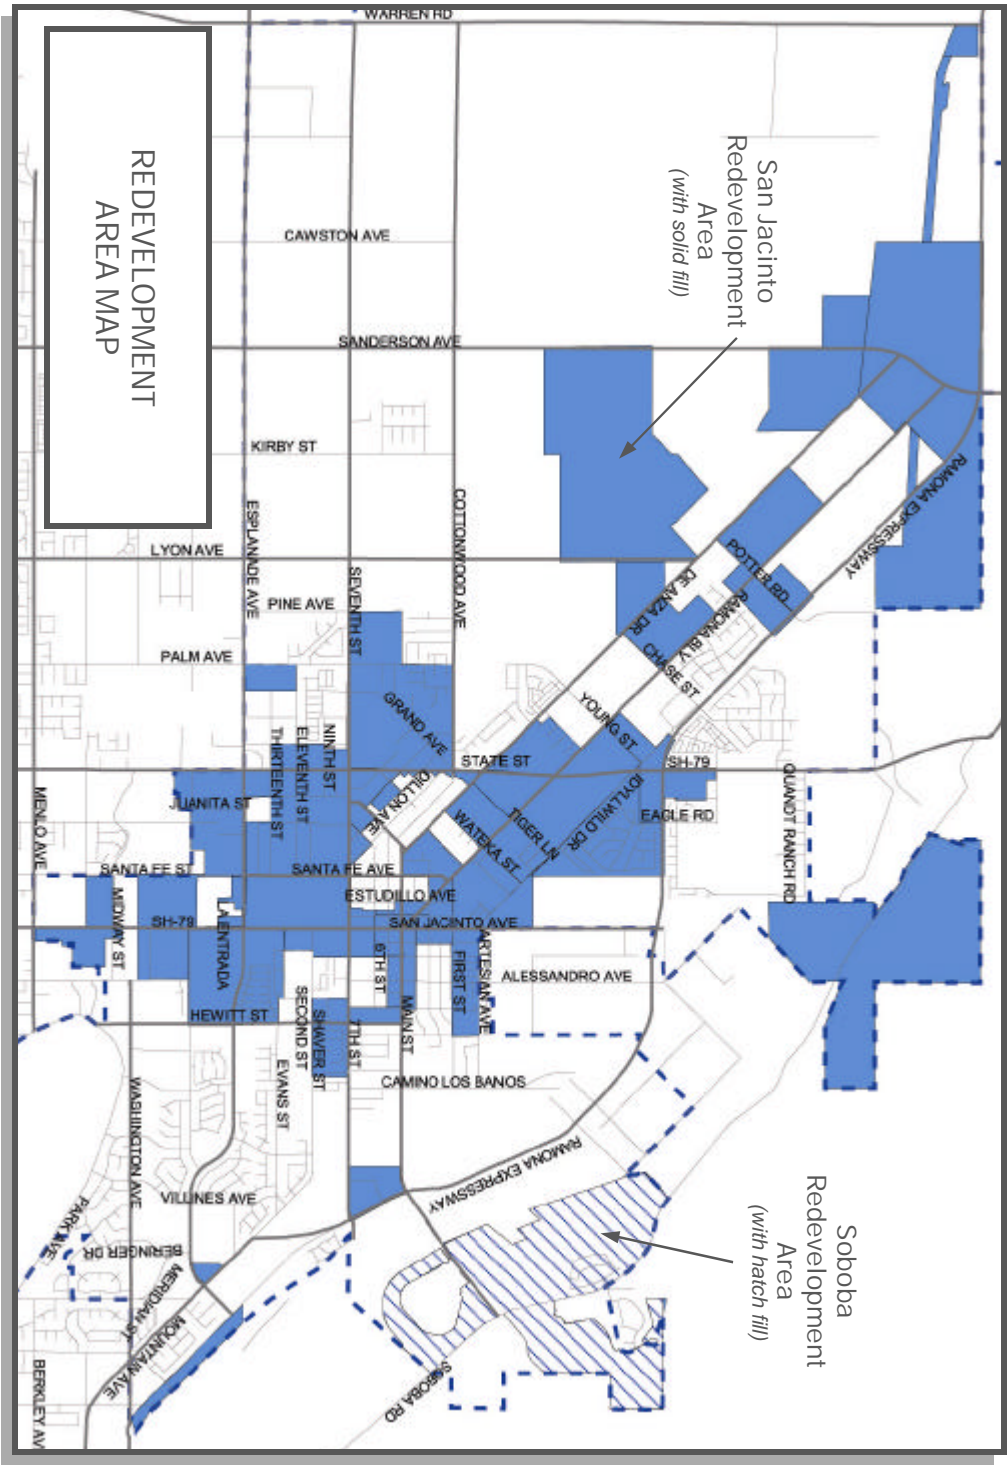 REDEVELOPMENT
AREA MAP
San Jacinto
Redevelopment
Area
(with solid fill)
Soboba
Redevelopment
Area
(with hatch fill)
WARREN RD
CAWSTON AVE
SANDERSON AVE
KIRBY ST
ESPLANADE AVE
COTTONWOOD AVE
LYON AVE
SEVENTH ST
PINE AVE
PALM AVE
RAMONA EXPRESSWAY
POTTER RD
DE ANZA DR
RAMONA BLV
CHASE ST
YOUNG ST
GRAND AVE
STATE ST
SH-79
NINTH ST
ELEVENTH ST
THIRTEENTH ST
JUANITA ST
DILLON AVE
IDYLLWILD DR
TIGER LN
WATEKA ST
EAGLE RD
QUANDT RANCH RD
MENLO AVE
SANTA FE ST
SANTA FE AVE
ESTUDILLO AVE
MIDWAY ST
SH-79
LA ENTRADA
SAN JACINTO AVE
6TH ST
FIRST ST
ARTESIAN AVE
ALESSANDRO AVE
HEWITT ST
SECOND ST
SHAVER ST
7TH ST
MAIN ST
EVANS ST
CAMINO LOS BANOS
WASHINGTON AVE
RAMONA EXPRESSWAY
VILLINES AVE
PARK AVE
BERINGER DR
MERIDIAN ST
MOUNTAIN AVE
SOBOBA RD
BERKLEY AV